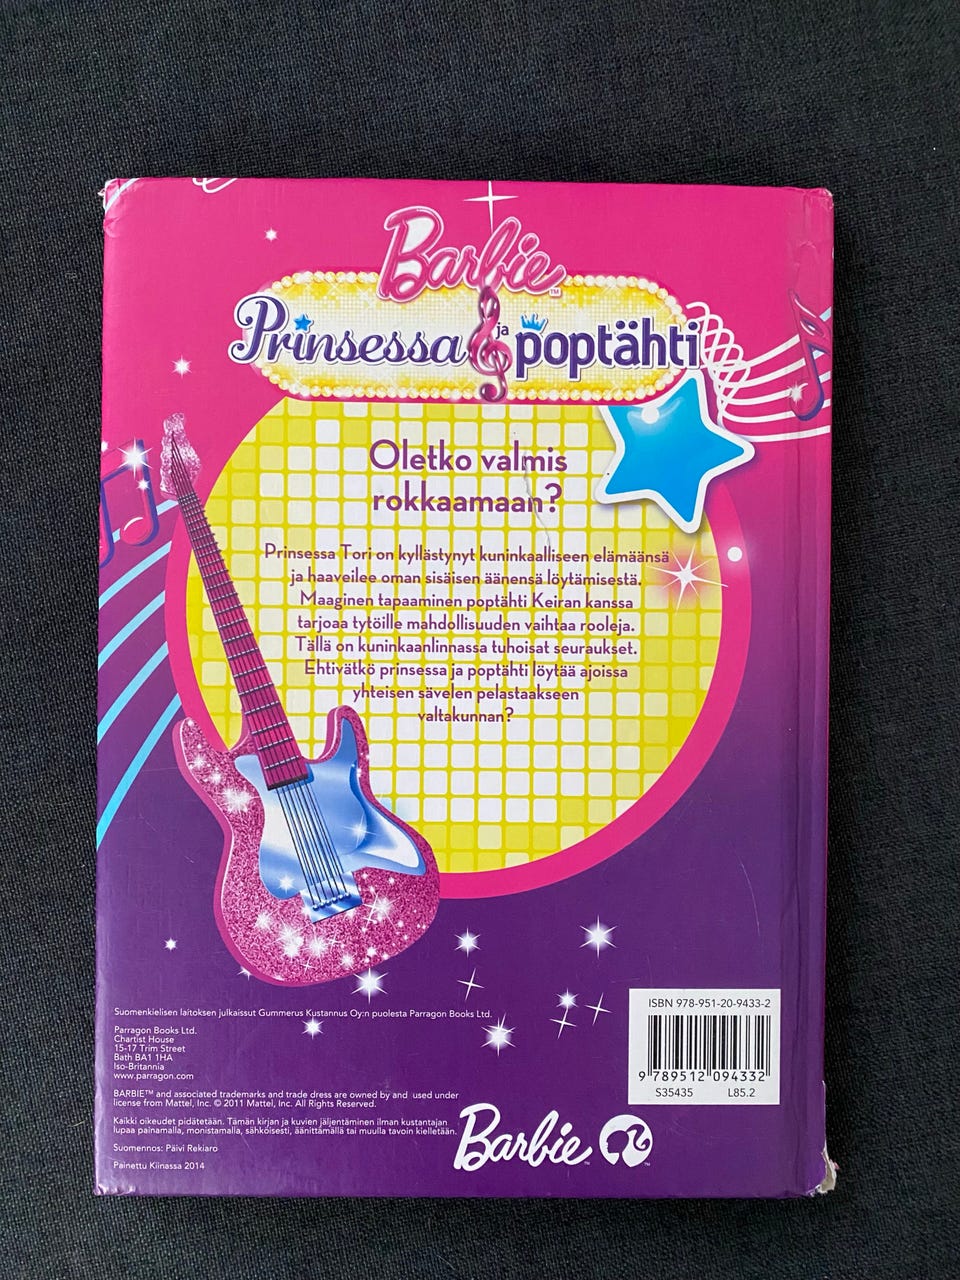 Barbie™
Prinsessa ja poptähti
Oletko valmis
rokkaamaan?
Prinsessa Tori on kyllästynyt kuninkaalliseen elämäänsä
ja haaveilee oman sisäisen äänensä löytämisestä.
Maaginen tapaaminen poptähti Keiran kanssa
tarjoaa tytöille mahdollisuuden vaihtaa rooleja.
Tällä on kuninkaanlinnassa tuhoisat seuraukset.
Ehtivätkö prinsessa ja poptähti löytää ajoissa
yhteisen sävelen pelastaakseen
valtakunnan?
Suomenkielisen laitoksen julkaissut Gummerus Kustannus Oy:n puolesta Parragon Books Ltd.
Parragon Books Ltd.
Chartist House
15-17 Trim Street
Bath BA1 1HA
Iso-Britannia
www.parragon.com
BARBIE™ and associated trademarks and trade dress are owned by and used under
license from Mattel, Inc. © 2011 Mattel, Inc. All Rights Reserved.
Kaikki oikeudet pidätetään. Tämän kirjan ja kuvien jäljentäminen ilman kustantajan
lupaa painamalla, monistamalla, sähköisesti, äänittämällä tai muulla tavoin kielletään.
Suomennos: Päivi Rekiaro
Painettu Kiinassa 2014
ISBN 978-951-20-9433-2
9 789512 094332
S35435 L85.2
Barbie™